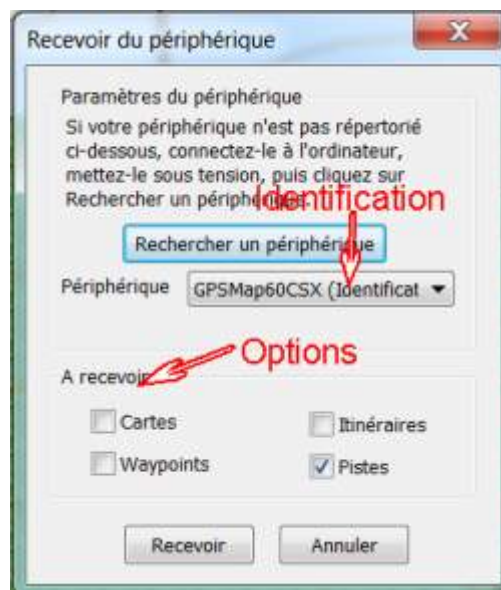 Recevoir du périphérique
Paramètres du périphérique
Si votre périphérique n'est pas répertorié
ci-dessous, connectez-le à l'ordinateur,
mettez-le sous tension, puis cliquez sur
Rechercher un périphérique.
Identification
Rechercher un périphérique
Périphérique GPSMap60CSX (Identificat
Options
A recevoir
Cartes Itinéraires
Waypoints Pistes
Recevoir Annuler